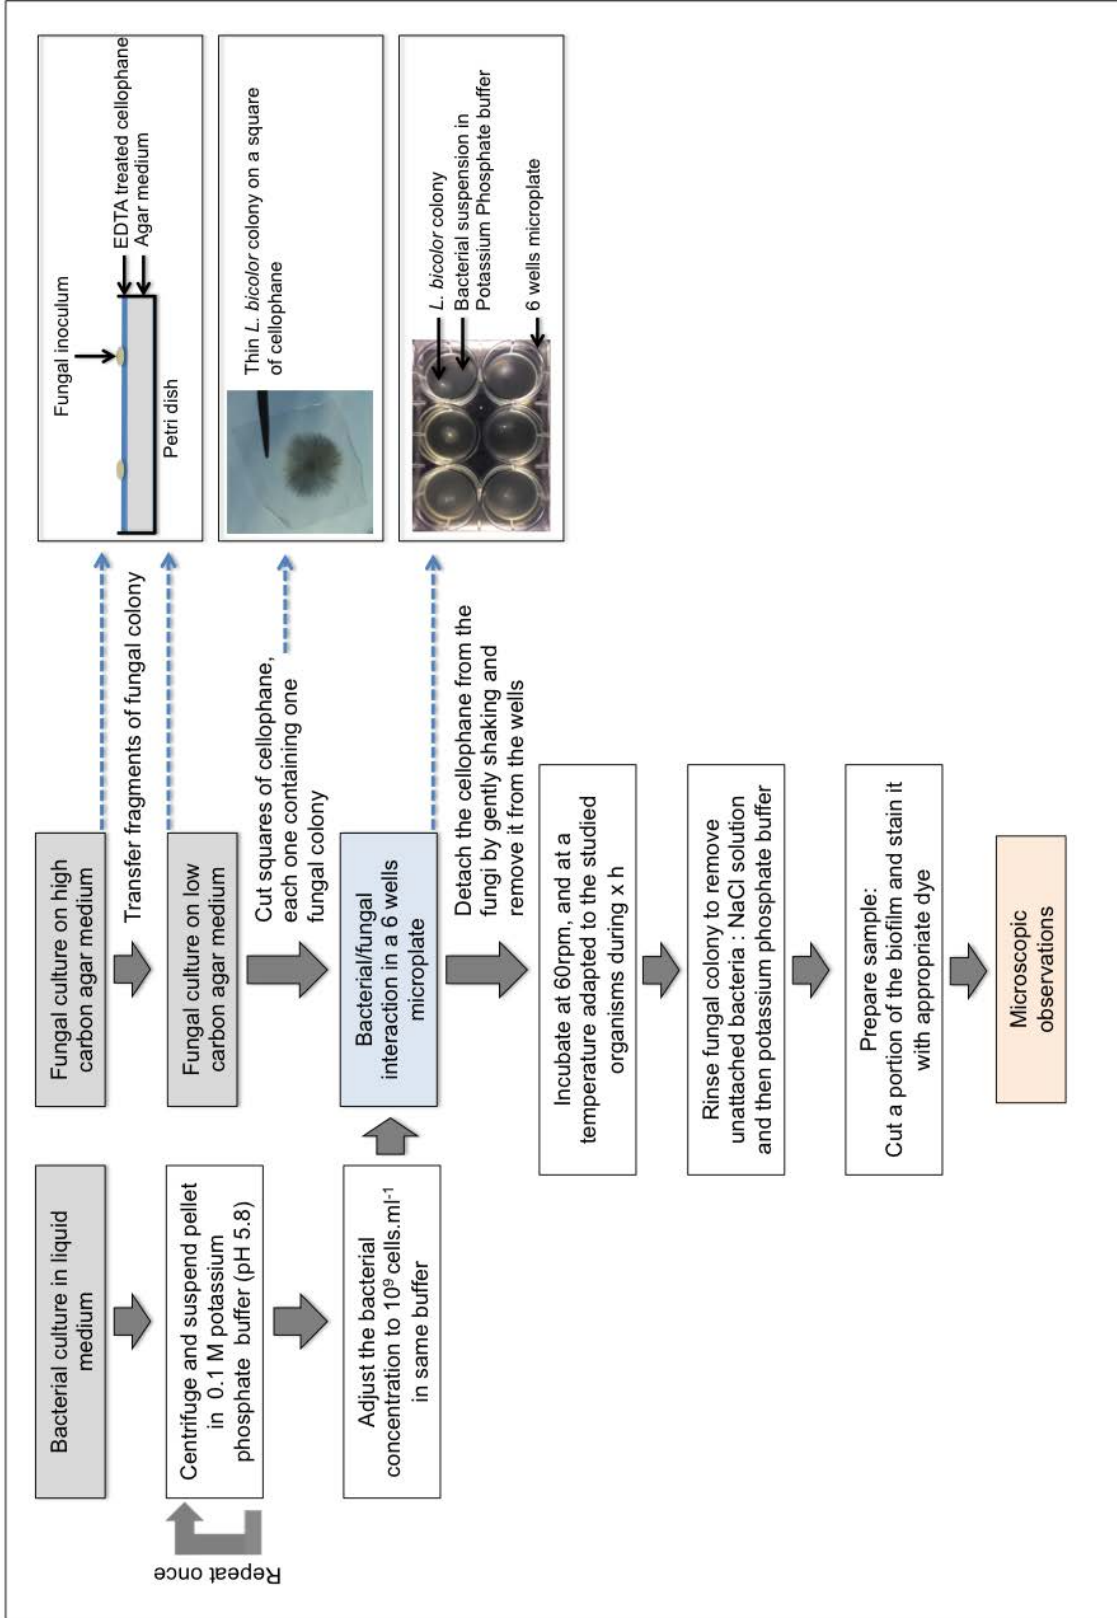 Bacterial culture in liquid
medium
Repeat once
Centrifuge and suspend pellet
in 0.1 M potassium
phosphate buffer (pH 5.8)
Adjust the bacterial
concentration to 10⁹ cells.ml⁻¹
in same buffer
Fungal culture on high
carbon agar medium
Transfer fragments of fungal colony
Fungal culture on low
carbon agar medium
Cut squares of cellophane,
each one containing one
fungal colony
Bacterial/fungal
interaction in a 6 wells
microplate
Detach the cellophane from the
fungi by gently shaking and
remove it from the wells
Incubate at 60rpm, and at a
temperature adapted to the studied
organisms during x h
Rinse fungal colony to remove
unattached bacteria : NaCl solution
and then potassium phosphate buffer
Prepare sample:
Cut a portion of the biofilm and stain it
with appropriate dye
Microscopic
observations
Fungal inoculum
EDTA treated cellophane
Agar medium
Petri dish
Thin L. bicolor colony on a square
of cellophane
L. bicolor colony
Bacterial suspension in
Potassium Phosphate buffer
6 wells microplate